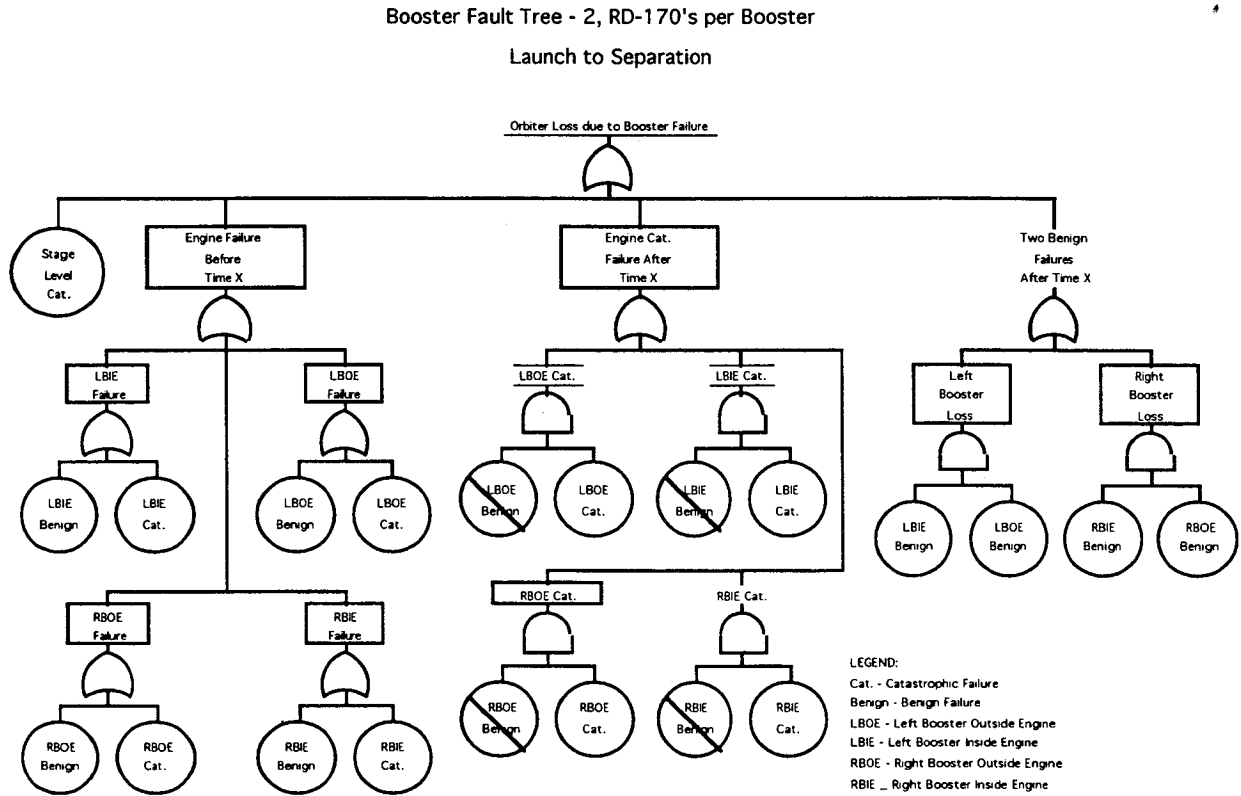 Booster Fault Tree - 2, RD-170's per Booster
Launch to Separation
Orbiter Loss due to Booster Failure
Stage
Level
Cat.
Engine Failure
Before
Time X
Engine Cat.
Failure After
Time X
Two Benign
Failures
After Time X
LBIE
Failure
LBOE
Failure
LBOE Cat.
LBIE Cat.
Left
Booster
Loss
Right
Booster
Loss
LBIE
Benign
LBIE
Cat.
LBOE
Benign
LBOE
Cat.
LBOE
Benign
LBOE
Cat.
LBIE
Benign
LBIE
Cat.
LBIE
Benign
LBOE
Benign
RBIE
Benign
RBOE
Benign
RBOE
Failure
RBIE
Failure
RBOE Cat.
RBIE Cat.
RBOE
Benign
RBOE
Cat.
RBIE
Benign
RBIE
Cat.
RBOE
Benign
RBOE
Cat.
RBIE
Benign
RBIE
Cat.
LEGEND:
Cat. - Catastrophic Failure
Benign - Benign Failure
LBOE - Left Booster Outside Engine
LBIE - Left Booster Inside Engine
RBOE - Right Booster Outside Engine
RBIE _ Right Booster Inside Engine